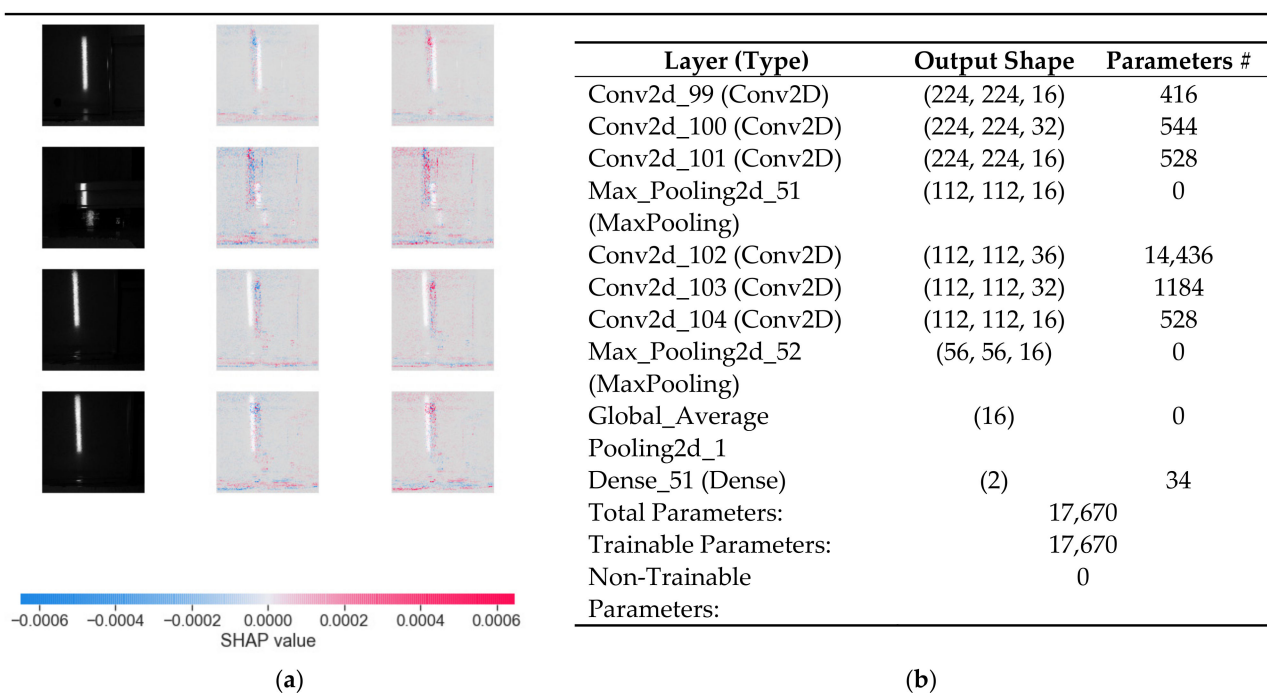 Layer (Type) Output Shape Parameters #
Conv2d_99 (Conv2D) (224, 224, 16) 416
Conv2d_100 (Conv2D) (224, 224, 32) 544
Conv2d_101 (Conv2D) (224, 224, 16) 528
Max_Pooling2d_51 (112, 112, 16) 0
(MaxPooling)
Conv2d_102 (Conv2D) (112, 112, 36) 14,436
Conv2d_103 (Conv2D) (112, 112, 32) 1184
Conv2d_104 (Conv2D) (112, 112, 16) 528
Max_Pooling2d_52 (56, 56, 16) 0
(MaxPooling)
Global_Average (16) 0
Pooling2d_1
Dense_51 (Dense) (2) 34
Total Parameters: 17,670
Trainable Parameters: 17,670
Non-Trainable 0
Parameters:
−0.0006 −0.0004 −0.0002 0.0000 0.0002 0.0004 0.0006
SHAP value
(a) (b)